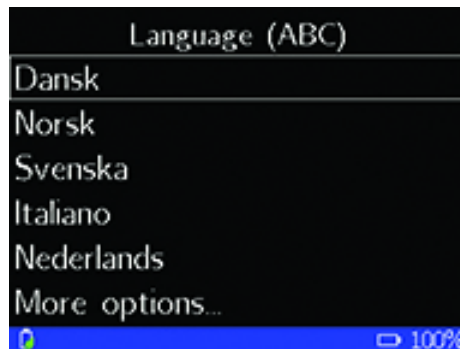 Language (ABC)
Dansk
Norsk
Svenska
Italiano
Nederlands
More options...
100%